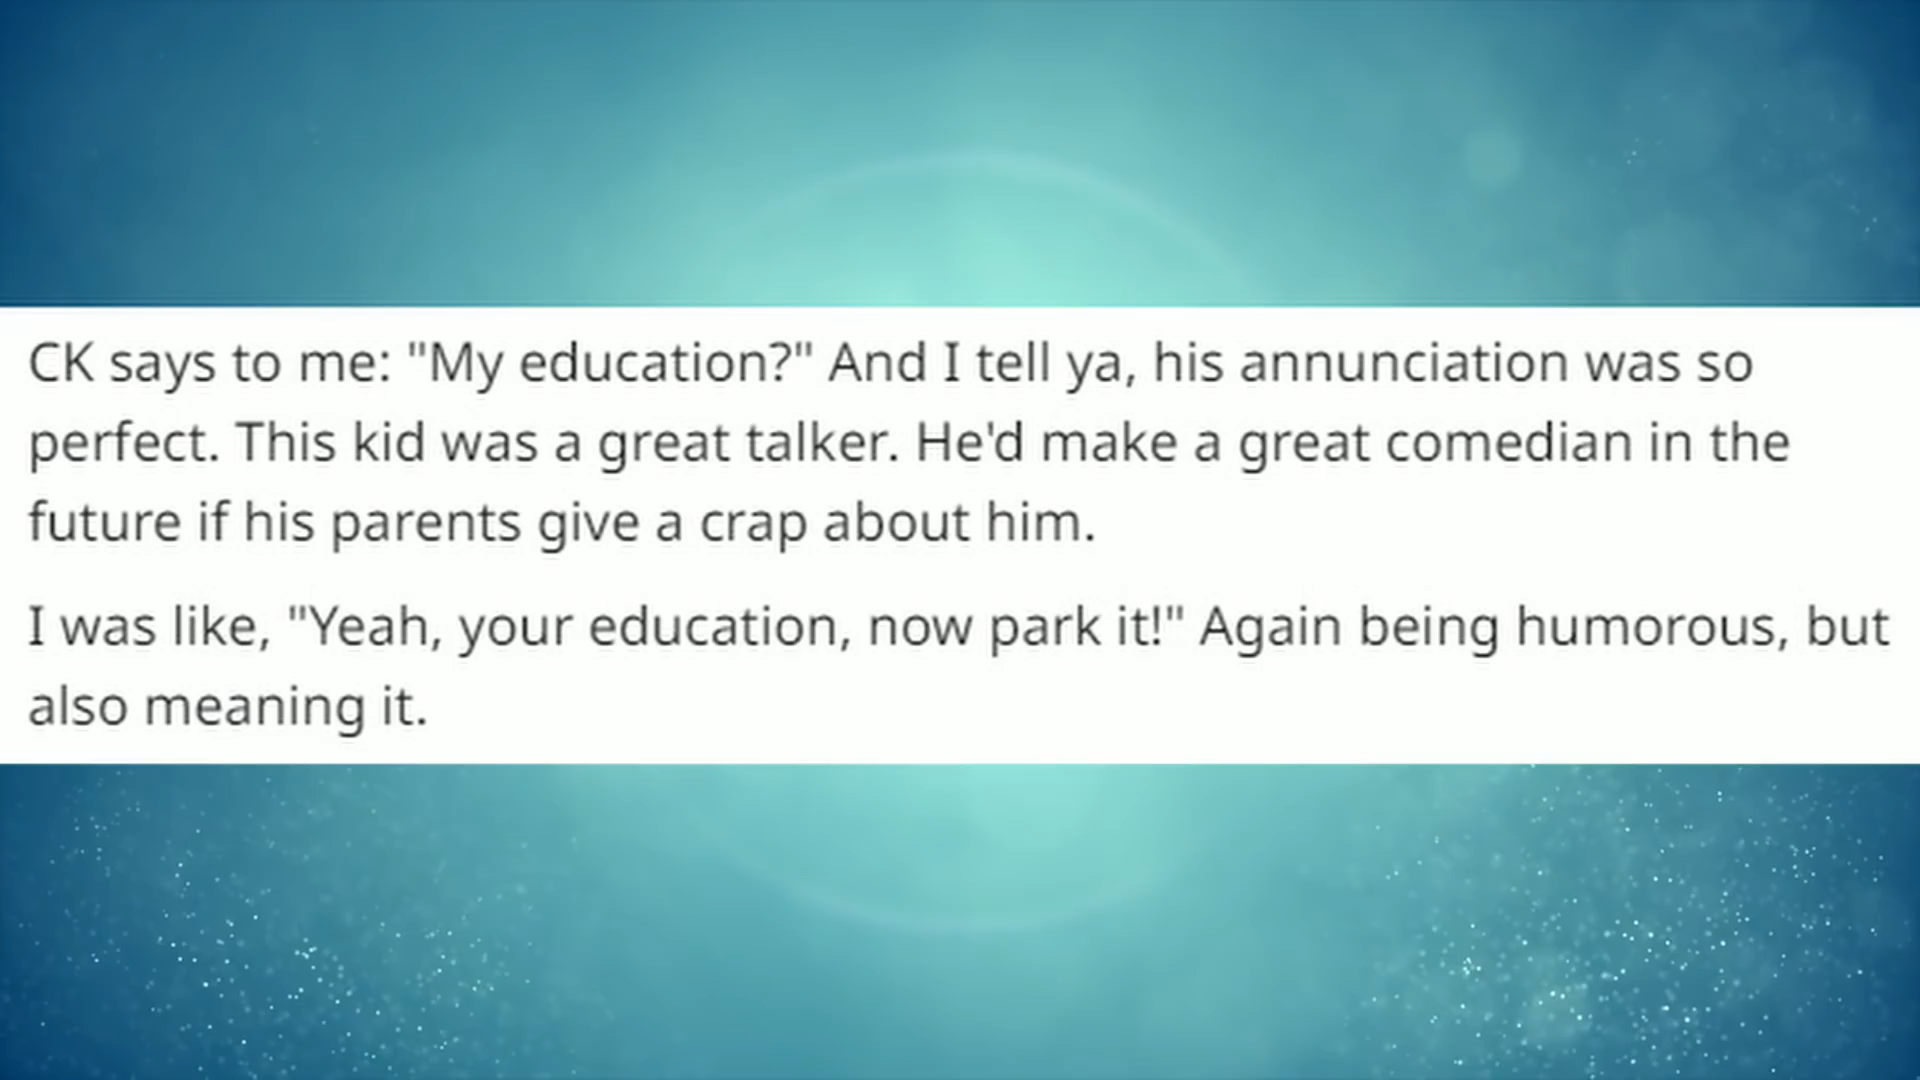 CK says to me: "My education?" And I tell ya, his annunciation was so
perfect. This kid was a great talker. He'd make a great comedian in the
future if his parents give a crap about him.
I was like, "Yeah, your education, now park it!" Again being humorous, but
also meaning it.